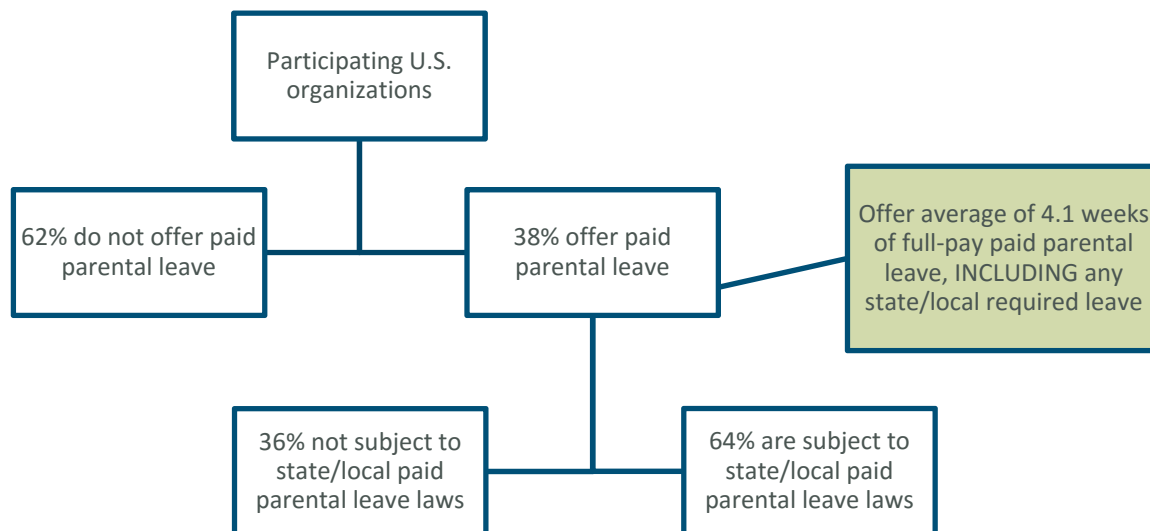 Participating U.S.
organizations
62% do not offer paid
parental leave
38% offer paid
parental leave
Offer average of 4.1 weeks
of full-pay paid parental
leave, INCLUDING any
state/local required leave
36% not subject to
state/local paid
parental leave laws
64% are subject to
state/local paid
parental leave laws